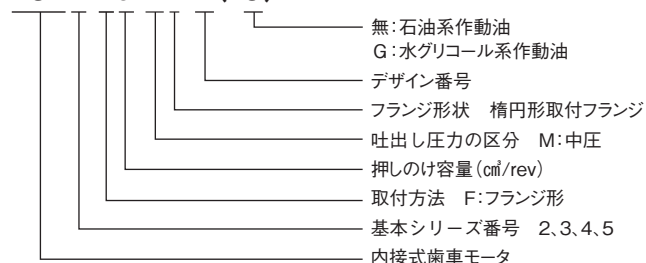 無:石油系作動油
G:水グリコール系作動油
デザイン番号
フランジ形状 楕円形取付フランジ
吐出し圧力の区分 M:中圧
押しのけ容量(㎤/rev)
取付方法 F:フランジ形
基本シリーズ番号 2、3、4、5
内接式歯車モータ